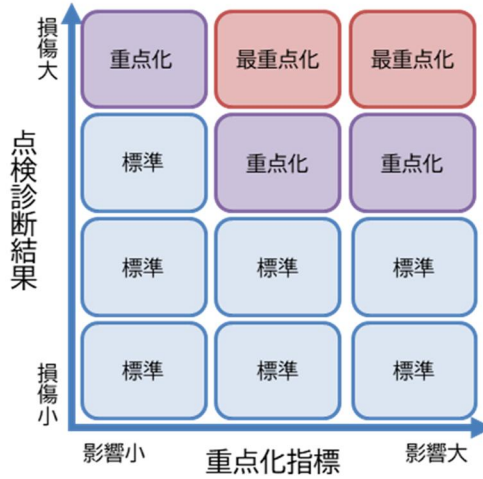 損傷大
点検診断結果
損傷小
重点化 最重点化 最重点化
標準 重点化 重点化
標準 標準 標準
標準 標準 標準
影響小 重点化指標 影響大